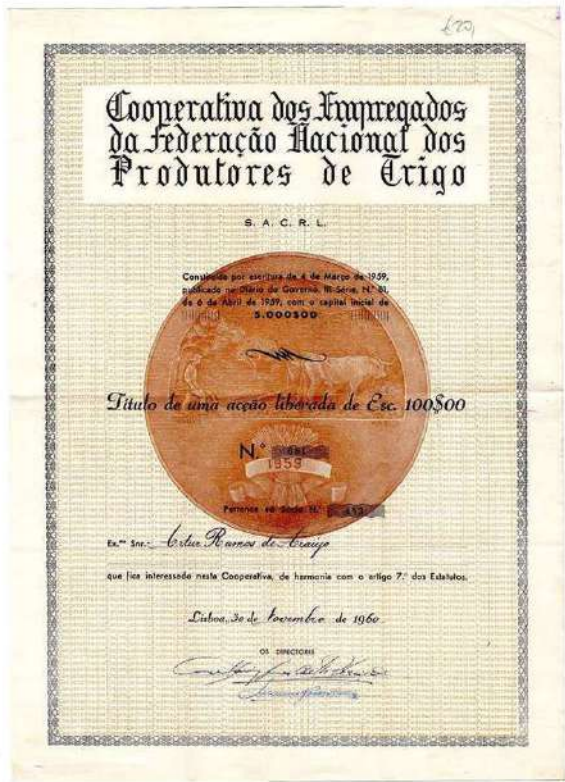 £20,
Cooperativa dos Empregados
da Federação Nacional dos
Produtores de Trigo
S. A. C. R. L.
Constituida por escritura de 4 de Março de 1959,
publicado no Diário do Governo, III Série, N.º 81,
de 6 de Abril de 1959, com o capital inicial de
5.000$00
Título de uma acção liberada de Esc. 100$00
N.º
1959
Pertence ao Sócio N.º
Ex.mo Snr. Artur Ramos de Araújo
que fica interessado nesta Cooperativa, de harmonia com o artigo 7.º dos Estatutos.
Lisboa, 30 de Novembro de 1960
OS DIRECTORES